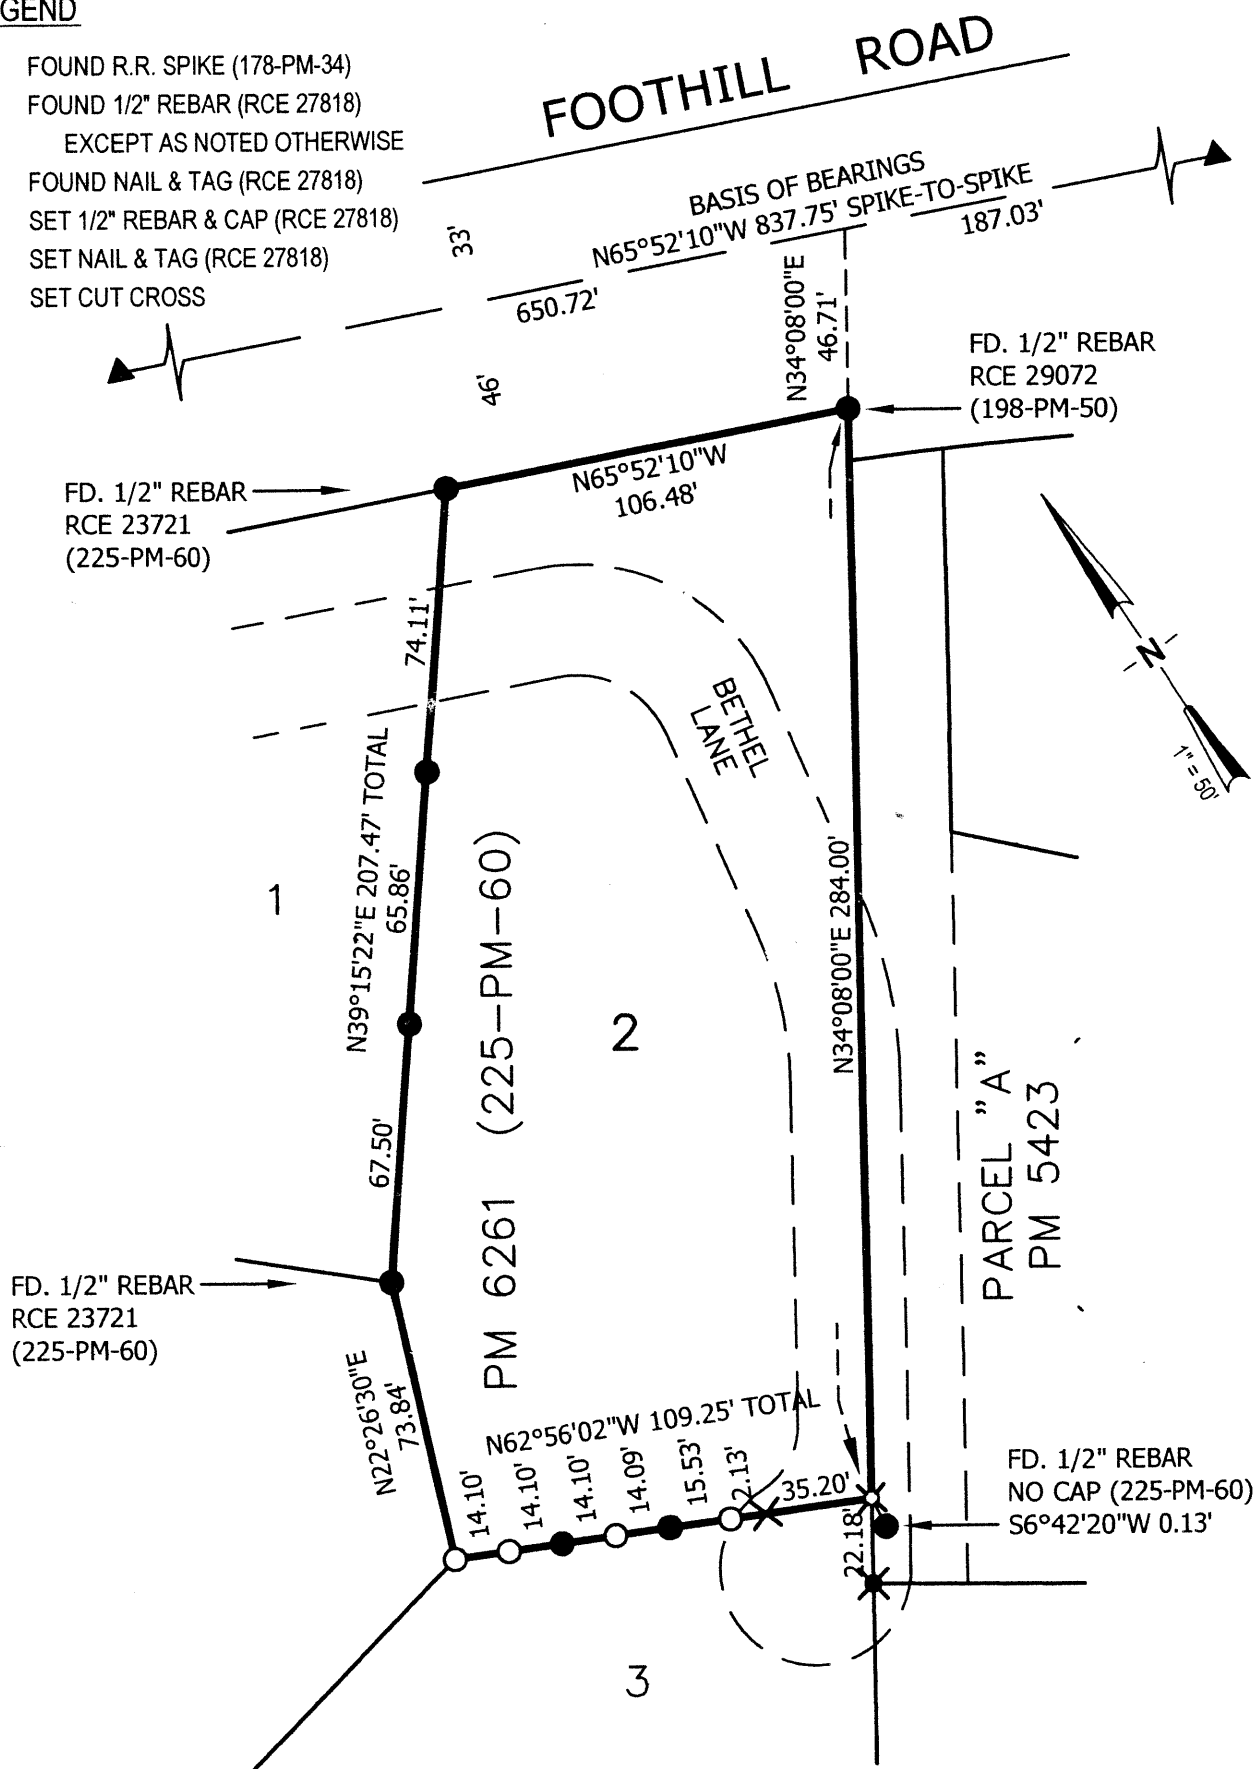 GEND
FOUND R.R. SPIKE (178-PM-34)
FOUND 1/2" REBAR (RCE 27818)
EXCEPT AS NOTED OTHERWISE
FOUND NAIL & TAG (RCE 27818)
SET 1/2" REBAR & CAP (RCE 27818)
SET NAIL & TAG (RCE 27818)
SET CUT CROSS
FOOTHILL ROAD
BASIS OF BEARINGS
N65°52'10"W 837.75' SPIKE-TO-SPIKE
187.03'
33'
650.72'
N34°08'00"E
46.71'
46'
FD. 1/2" REBAR
RCE 29072
(198-PM-50)
FD. 1/2" REBAR
RCE 23721
(225-PM-60)
N65°52'10"W
106.48'
74.11'
BETHEL
LANE
N
1" = 50'
N39°15'22"E 207.47' TOTAL
65.86'
1
PM 6261 (225-PM-60)
2
N34°08'00"E 284.00'
PARCEL "A"
PM 5423
67.50'
FD. 1/2" REBAR
RCE 23721
(225-PM-60)
N22°26'30"E
73.84'
N62°56'02"W 109.25' TOTAL
14.10'
14.10'
14.10'
14.09'
15.53'
2.13'
35.20'
22.18'
FD. 1/2" REBAR
NO CAP (225-PM-60)
S6°42'20"W 0.13'
3